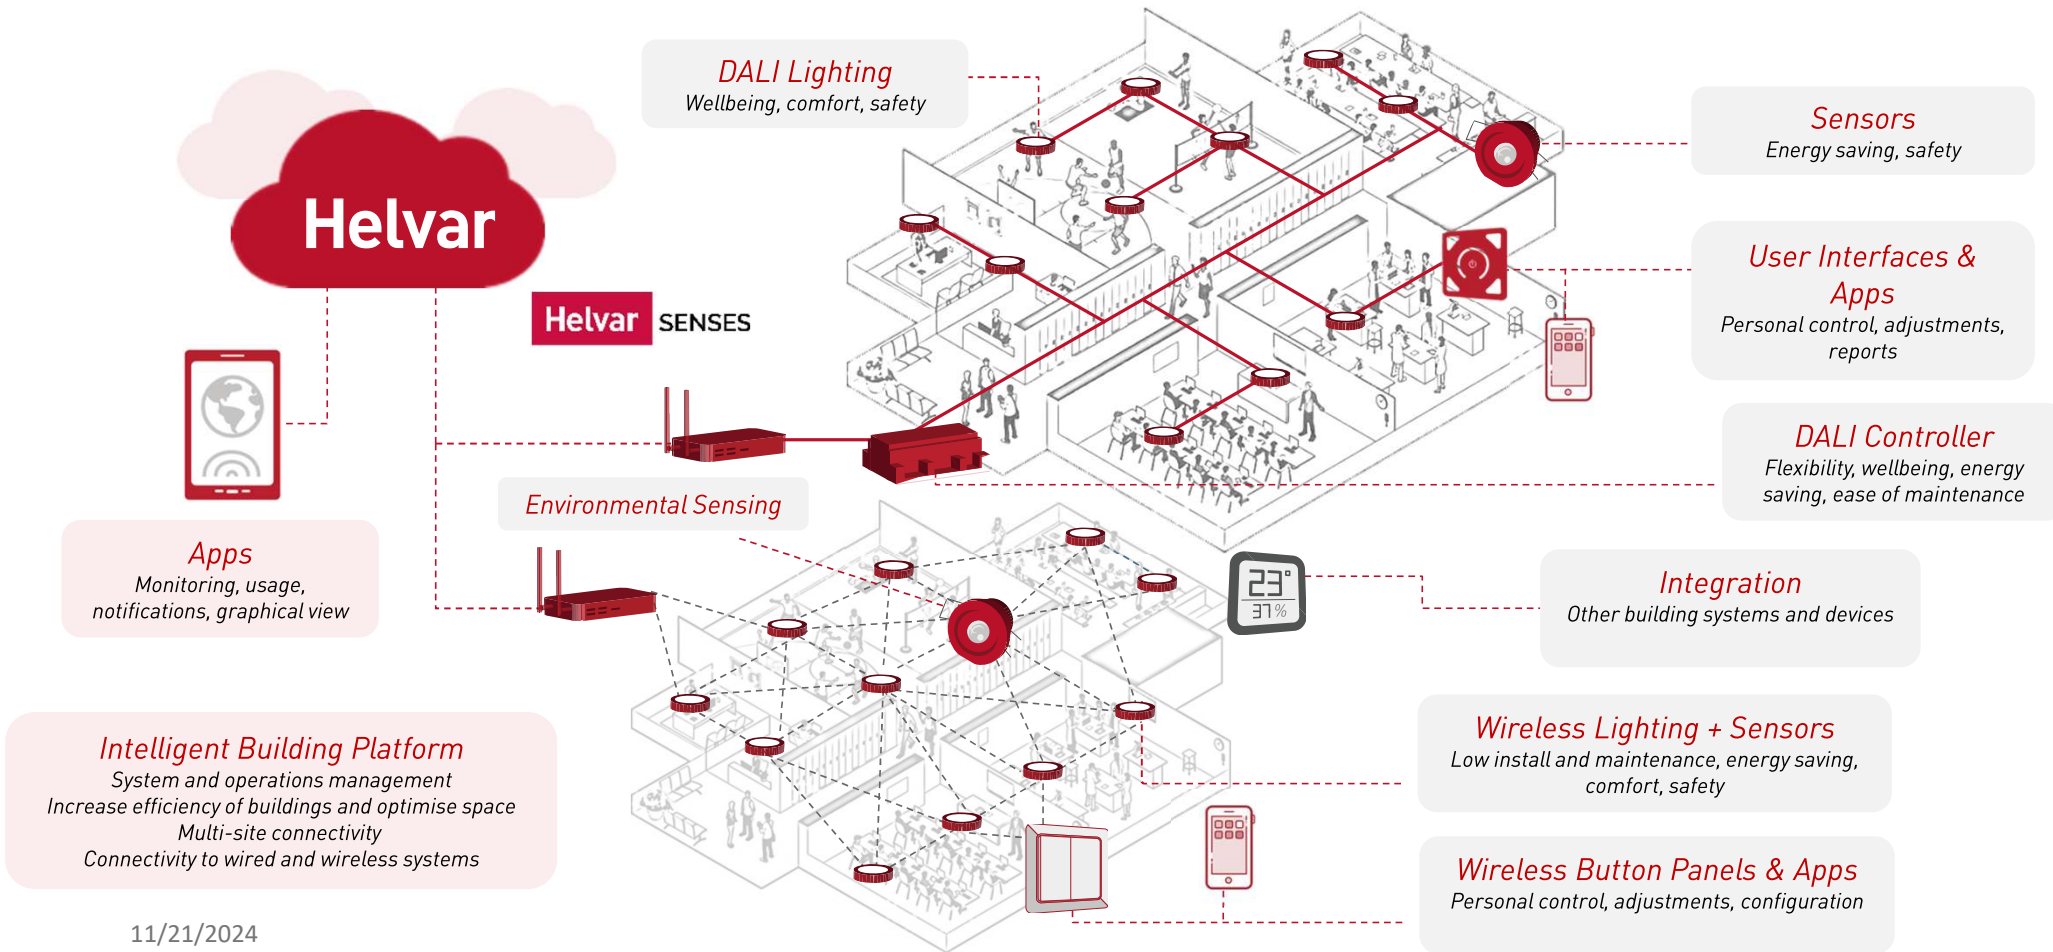 DALI Lighting
Wellbeing, comfort, safety
Sensors
Energy saving, safety
Helvar
User Interfaces &
Apps
Personal control, adjustments,
reports
Helvar SENSES
DALI Controller
Flexibility, wellbeing, energy
saving, ease of maintenance
Environmental Sensing
Apps
Monitoring, usage,
notifications, graphical view
23°
37%
Integration
Other building systems and devices
Intelligent Building Platform
System and operations management
Increase efficiency of buildings and optimise space
Multi-site connectivity
Connectivity to wired and wireless systems
Wireless Lighting + Sensors
Low install and maintenance, energy saving,
comfort, safety
Wireless Button Panels & Apps
Personal control, adjustments, configuration
11/21/2024